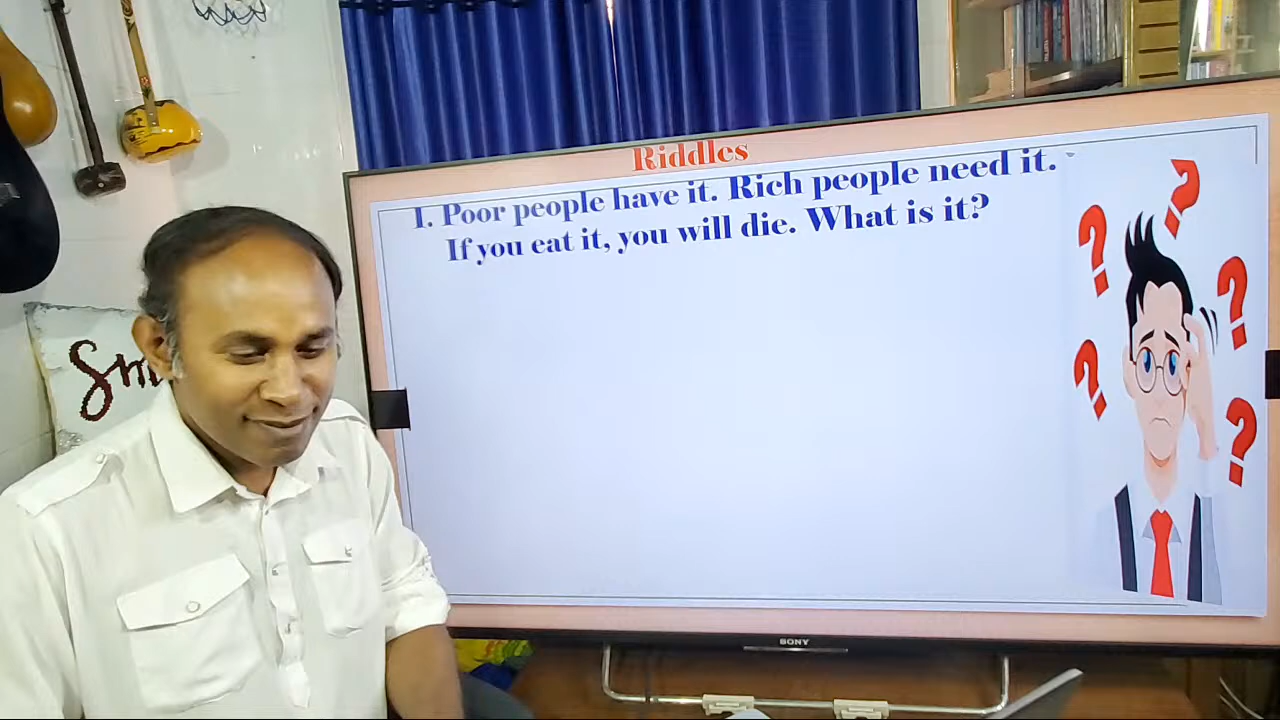 Riddles
1. Poor people have it. Rich people need it.
If you eat it, you will die. What is it?
Sm
SONY